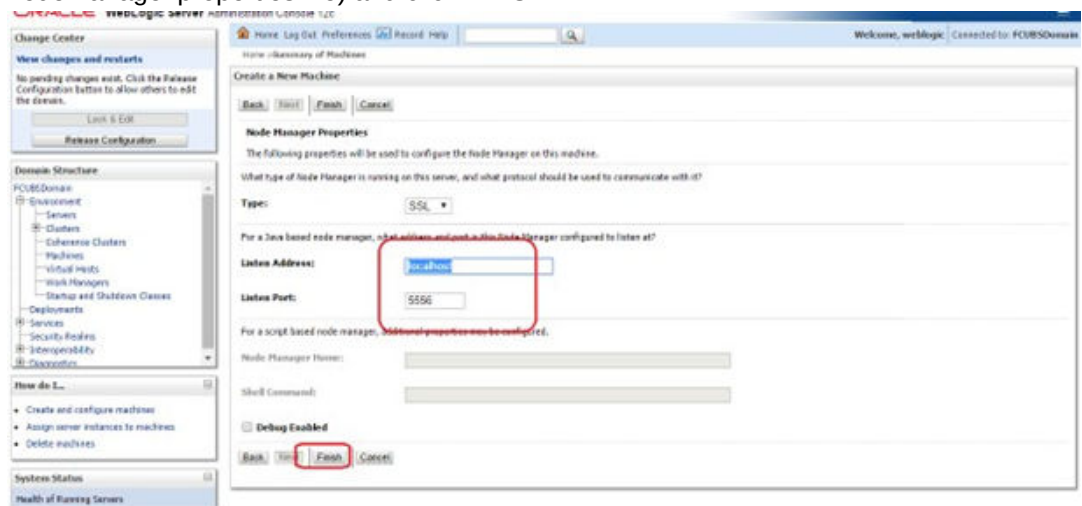 ORACLE WebLogic Server Administration Console 12c
Home Log Out Preferences Record Help
Welcome, weblogic Connected to: FCUBSDomain
Home >Summary of Machines
Change Center
View changes and restarts
No pending changes exist. Click the Release
Configuration button to allow others to edit
the domain.
Lock & Edit
Release Configuration
Domain Structure
FCUBSDomain
Environment
Servers
Clusters
Coherence Clusters
Machines
Virtual Hosts
Work Managers
Startup and Shutdown Classes
Deployments
Services
Security Realms
Interoperability
Diagnostics
How do I...
Create and configure machines
Assign server instances to machines
Delete machines
System Status
Health of Running Servers
Create a New Machine
Back Next Finish Cancel
Node Manager Properties
The following properties will be used to configure the Node Manager on this machine.
What type of Node Manager is running on this server, and what protocol should be used to communicate with it?
Type: SSL
For a Java based node manager, what address and port is this Node Manager configured to listen at?
Listen Address: localhost
Listen Port: 5556
For a script based node manager, additional properties may be configured.
Node Manager Home:
Shell Command:
Debug Enabled
Back Next Finish Cancel